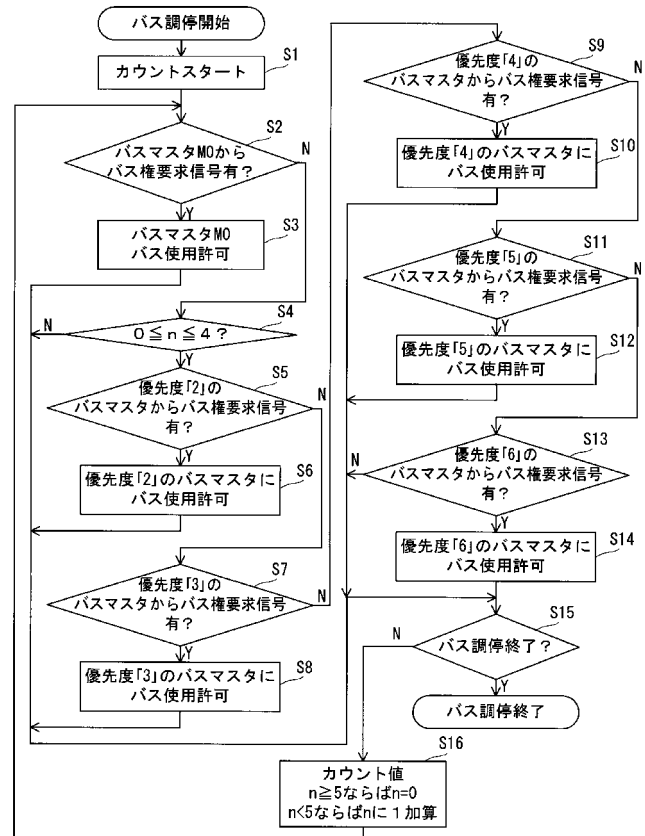 バス調停開始
S1
カウントスタート
S2
バスマスタM0から
バス権要求信号有?
N
Y
S3
バスマスタM0
バス使用許可
S4
N
0≦n≦4?
Y
S5
優先度「2」の
バスマスタからバス権要求信号
有?
N
Y
S6
優先度「2」のバスマスタに
バス使用許可
S7
優先度「3」の
バスマスタからバス権要求信号
有?
N
Y
S8
優先度「3」のバスマスタに
バス使用許可
S9
優先度「4」の
バスマスタからバス権要求信号
有?
N
Y
S10
優先度「4」のバスマスタに
バス使用許可
S11
優先度「5」の
バスマスタからバス権要求信号
有?
N
Y
S12
優先度「5」のバスマスタに
バス使用許可
S13
優先度「6」の
バスマスタからバス権要求信号
有?
N
Y
S14
優先度「6」のバスマスタに
バス使用許可
S15
N
バス調停終了?
Y
バス調停終了
S16
カウント値
n≧5ならばn=0
n<5ならばnに1加算